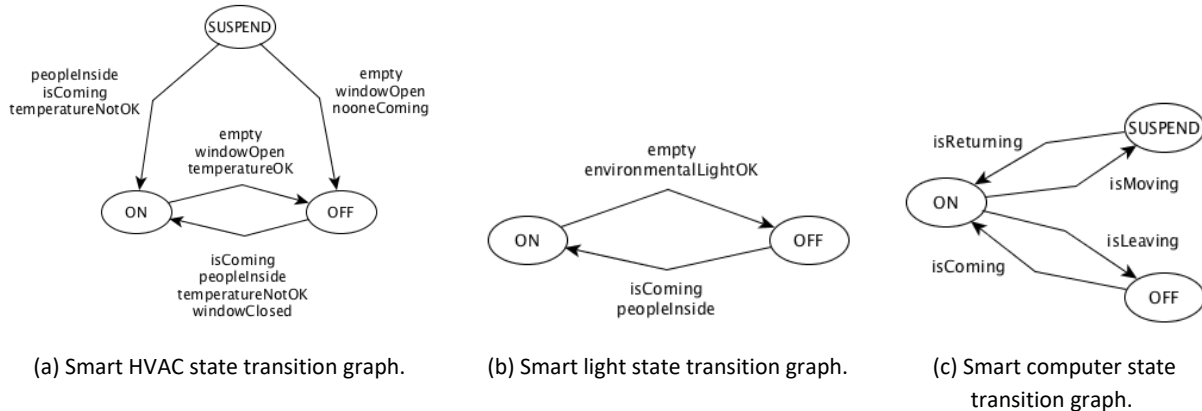 SUSPEND
peopleInside
isComing
temperatureNotOK
empty
windowOpen
nooneComing
empty
windowOpen
temperatureOK
ON
OFF
isComing
peopleInside
temperatureNotOK
windowClosed
(a) Smart HVAC state transition graph.
empty
environmentalLightOK
ON
OFF
isComing
peopleInside
(b) Smart light state transition graph.
SUSPEND
isReturning
isMoving
ON
isLeaving
isComing
OFF
(c) Smart computer state
transition graph.